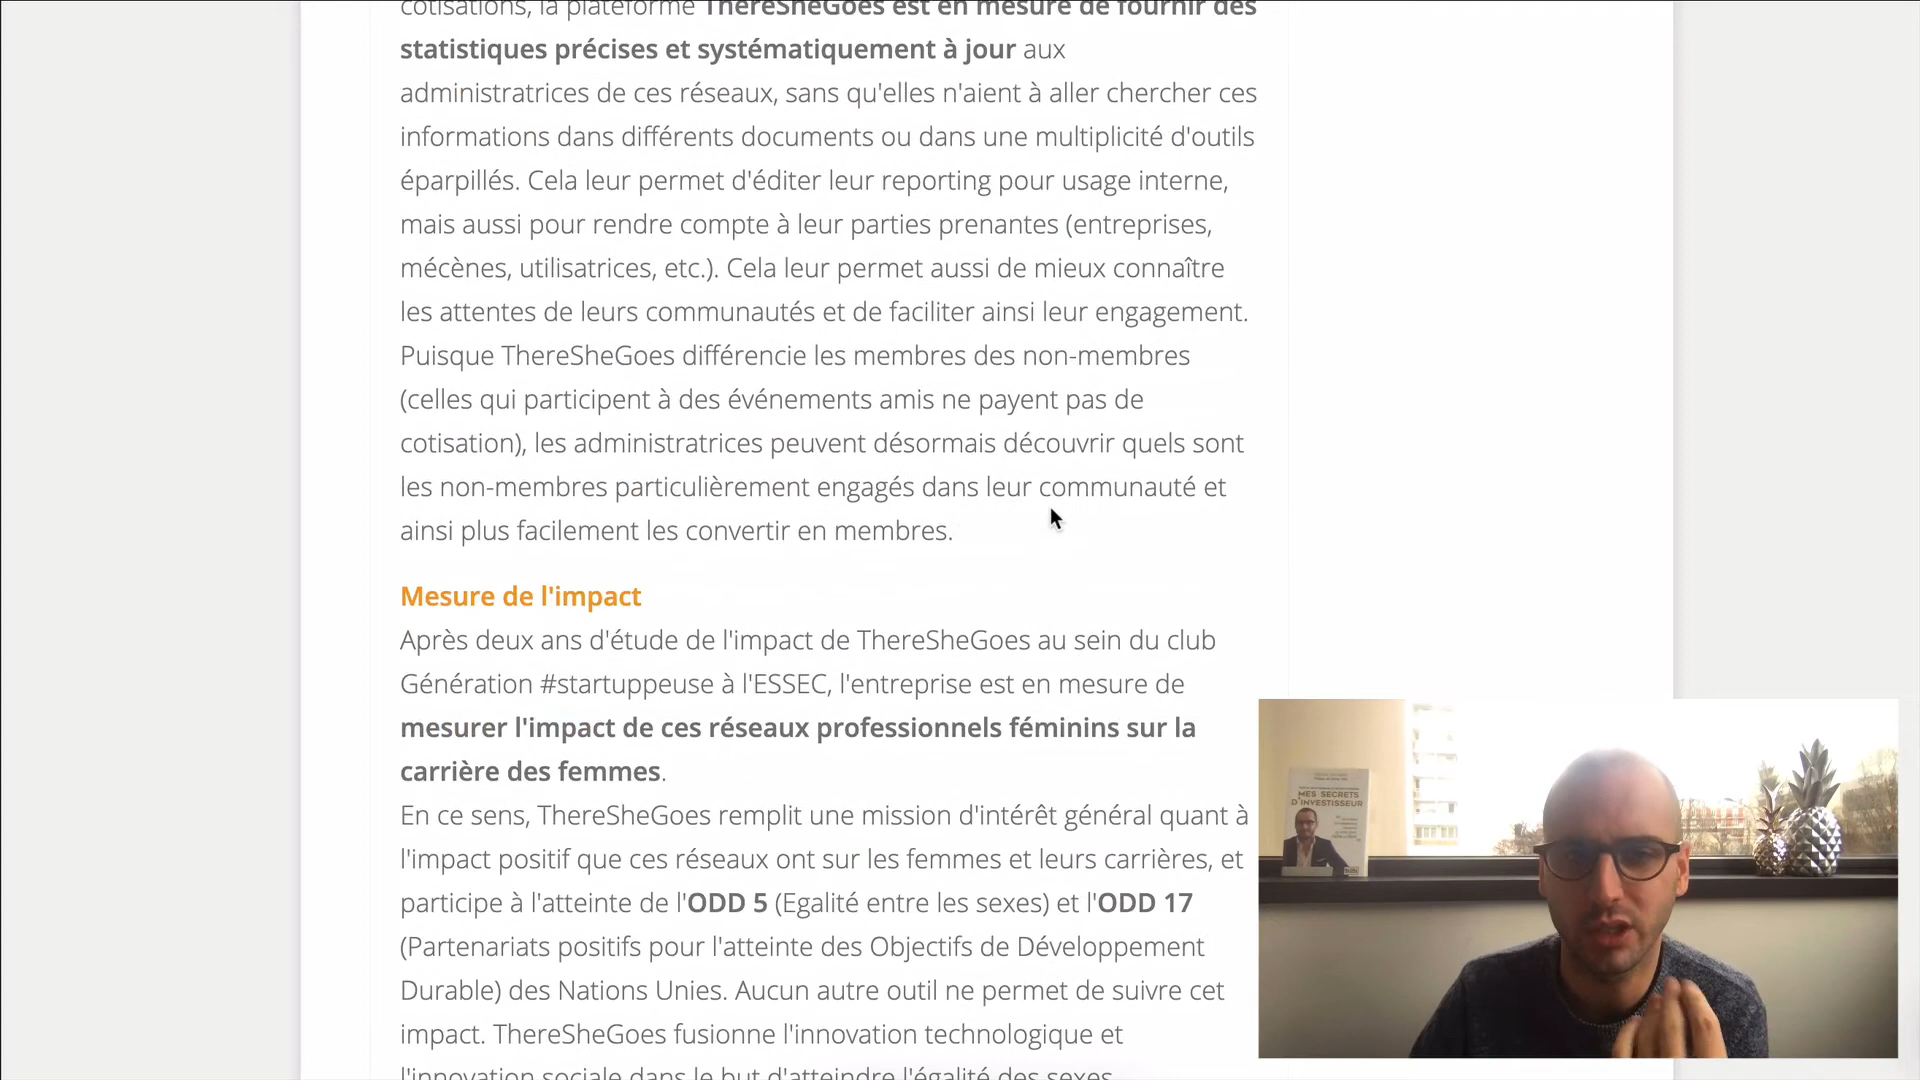 cotisations, la plateforme ThereSheGoes est en mesure de fournir des
statistiques précises et systématiquement à jour aux
administratrices de ces réseaux, sans qu'elles n'aient à aller chercher ces
informations dans différents documents ou dans une multiplicité d'outils
éparpillés. Cela leur permet d'éditer leur reporting pour usage interne,
mais aussi pour rendre compte à leur parties prenantes (entreprises,
mécènes, utilisatrices, etc.). Cela leur permet aussi de mieux connaître
les attentes de leurs communautés et de faciliter ainsi leur engagement.
Puisque ThereSheGoes différencie les membres des non-membres
(celles qui participent à des événements amis ne payent pas de
cotisation), les administratrices peuvent désormais découvrir quels sont
les non-membres particulièrement engagés dans leur communauté et
ainsi plus facilement les convertir en membres.
Mesure de l'impact
Après deux ans d'étude de l'impact de ThereSheGoes au sein du club
Génération #startuppeuse à l'ESSEC, l'entreprise est en mesure de
mesurer l'impact de ces réseaux professionnels féminins sur la
carrière des femmes.
En ce sens, ThereSheGoes remplit une mission d'intérêt général quant à
l'impact positif que ces réseaux ont sur les femmes et leurs carrières, et
participe à l'atteinte de l'ODD 5 (Egalité entre les sexes) et l'ODD 17
(Partenariats positifs pour l'atteinte des Objectifs de Développement
Durable) des Nations Unies. Aucun autre outil ne permet de suivre cet
impact. ThereSheGoes fusionne l'innovation technologique et
l'innovation sociale dans le but d'atteindre l'égalité des sexes.
MES SECRETS
D'INVESTISSEUR